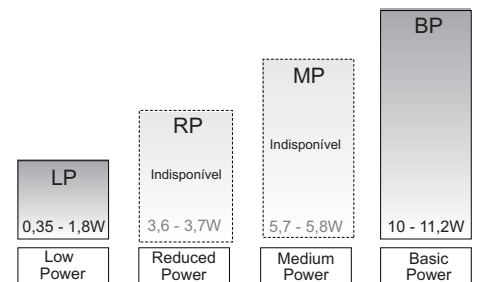 LP
0,35 - 1,8W
Low
Power
RP
Indisponível
3,6 - 3,7W
Reduced
Power
MP
Indisponível
5,7 - 5,8W
Medium
Power
BP
10 - 11,2W
Basic
Power